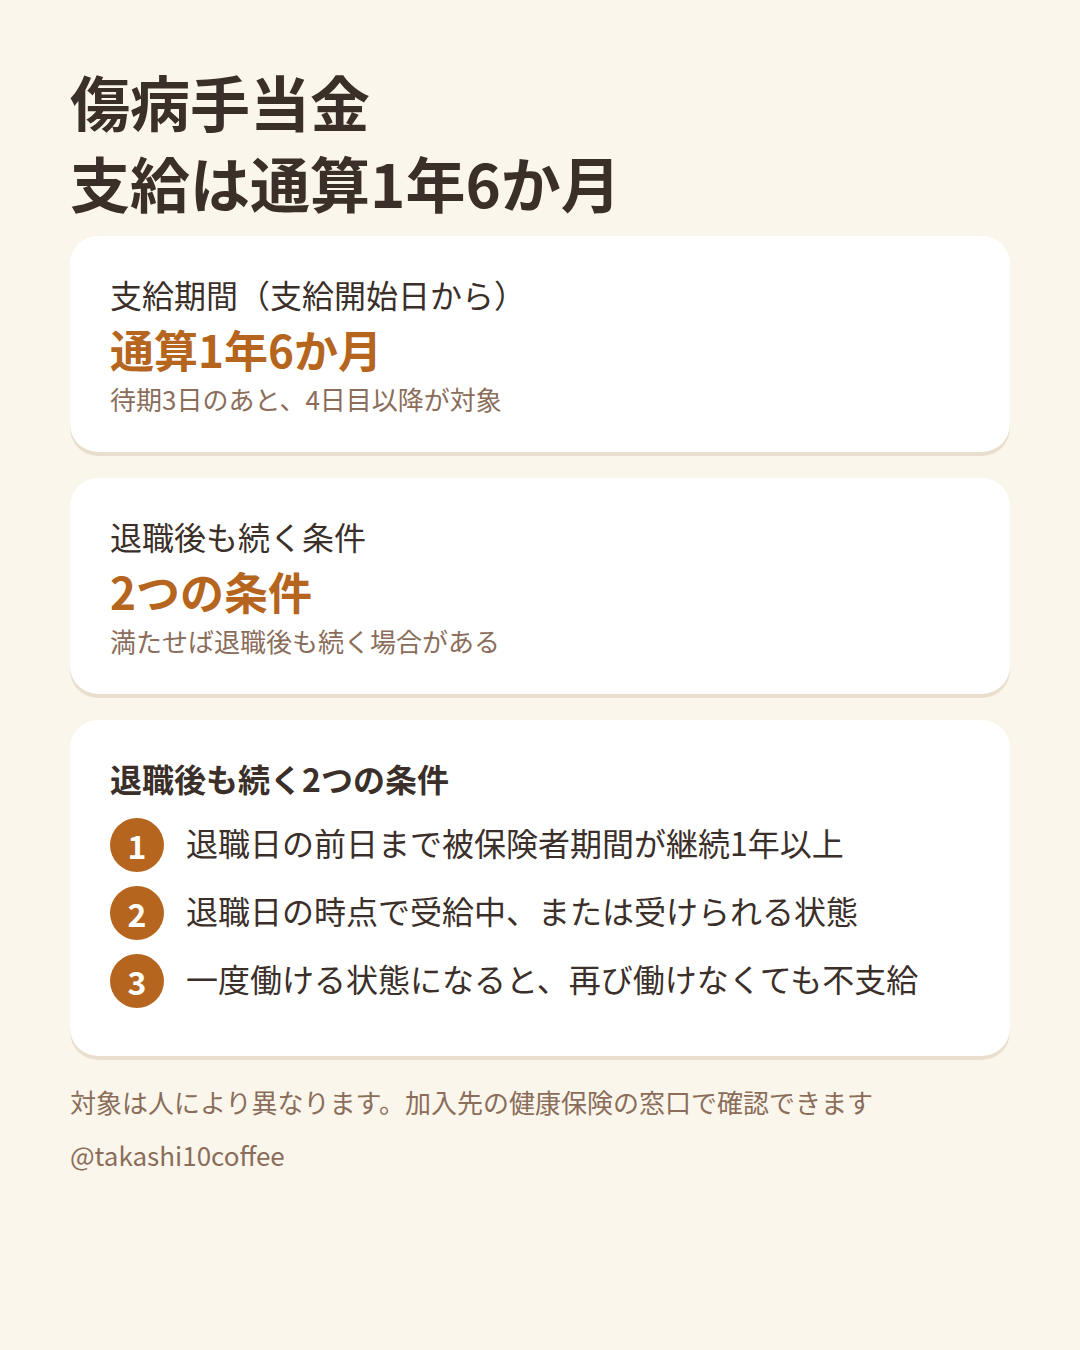 傷病手当金
支給は通算1年6か月
支給期間（支給開始日から）
通算1年6か月
待期3日のあと、4日目以降が対象
退職後も続く条件
2つの条件
満たせば退職後も続く場合がある
退職後も続く2つの条件
1 退職日の前日まで被保険者期間が継続1年以上
2 退職日の時点で受給中、または受けられる状態
3 一度働ける状態になると、再び働けなくても不支給
対象は人により異なります。加入先の健康保険の窓口で確認できます
@takashi10coffee